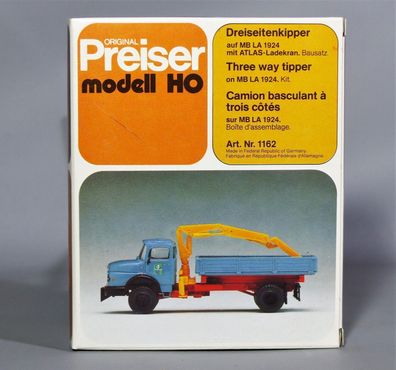 ORIGINAL
Preiser
modell HO
Dreiseitenkipper
auf MB LA 1924
mit ATLAS-Ladekran. Bausatz.
Three way tipper
on MB LA 1924. Kit.
Camion basculant à
trois côtés
sur MB LA 1924.
Boîte d'assemblage.
Art. Nr. 1162
Made in Federal Republic of Germany.
Fabriqué en République Fédérale d'Allemagne.